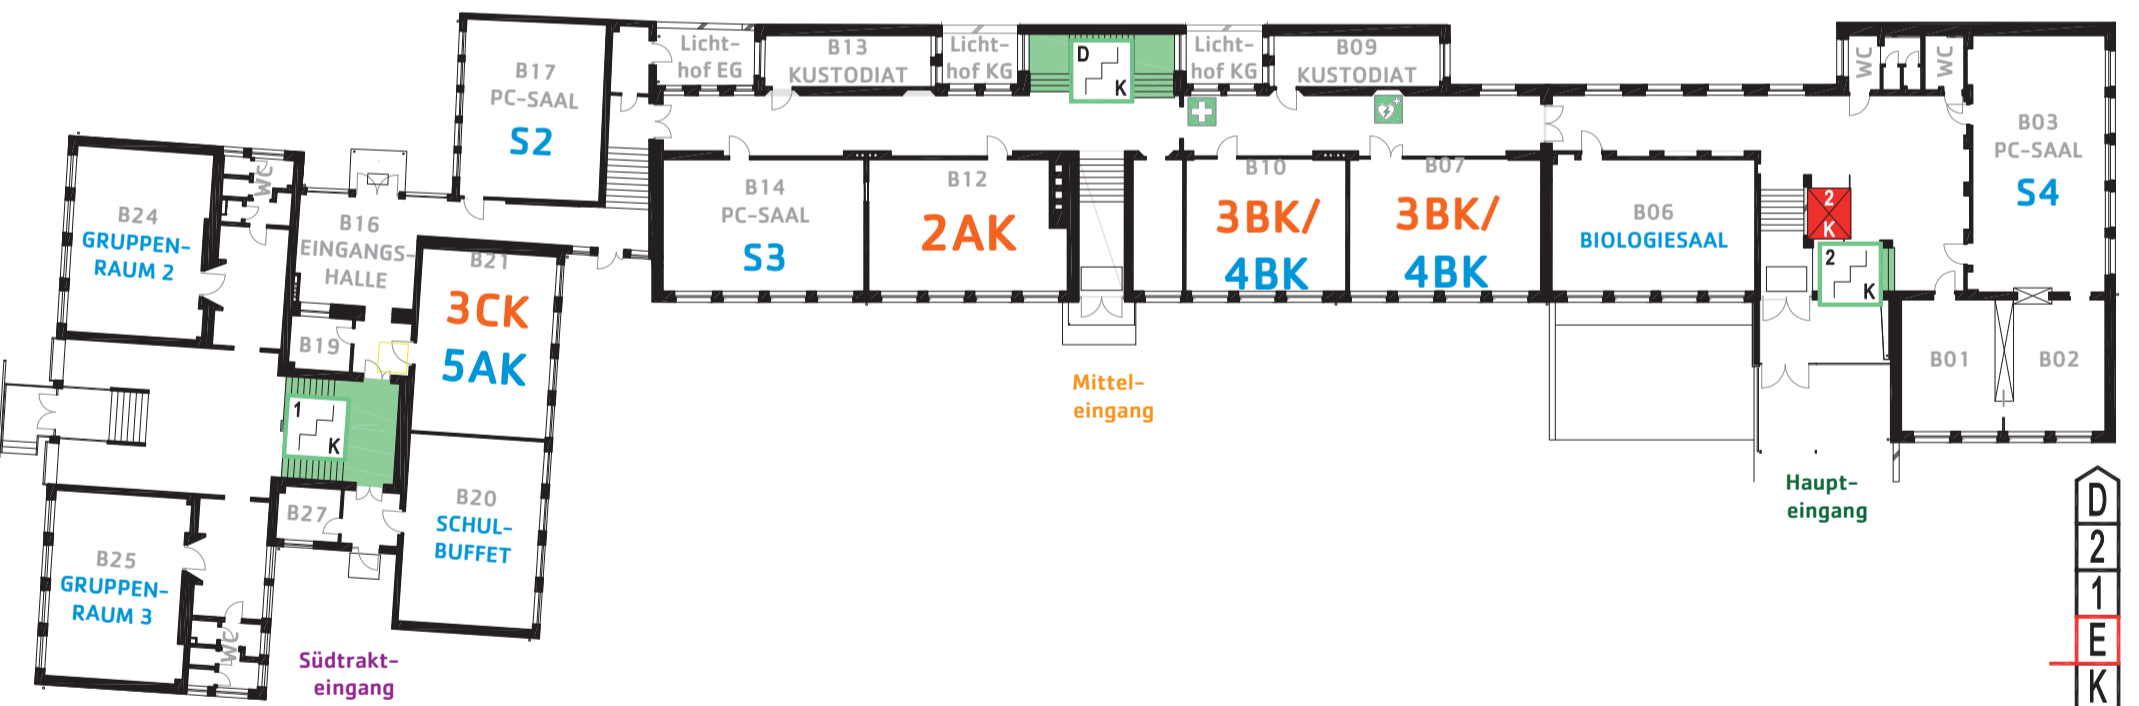 B17
PC-SAAL
S2
Licht-
hof EG
B13
KUSTODIAT
Licht-
hof KG
D
K
Licht-
hof KG
B09
KUSTODIAT
WC
WC
B03
PC-SAAL
S4
B24
GRUPPEN-
RAUM 2
WC
B16
EINGANGS-
HALLE
B21
3CK
5AK
B14
PC-SAAL
S3
B12
2AK
B10
3BK/
4BK
B07
3BK/
4BK
B06
BIOLOGIESAAL
2
K
2
K
B19
B01
B02
Mittel-
eingang
1
K
B27
B20
SCHUL-
BUFFET
B25
GRUPPEN-
RAUM 3
WC
Südtrakt-
eingang
Haupt-
eingang
D
2
1
E
K